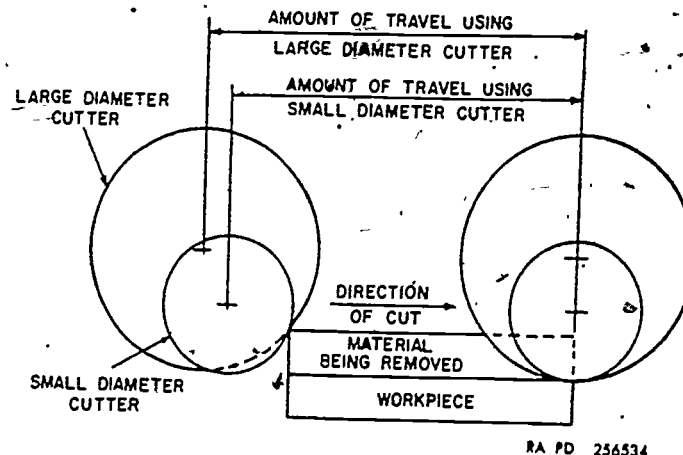 AMOUNT OF TRAVEL USING
LARGE DIAMETER CUTTER
AMOUNT OF TRAVEL USING
SMALL DIAMETER CUTTER
LARGE DIAMETER
CUTTER
DIRECTION
OF CUT
MATERIAL
BEING REMOVED
SMALL DIAMETER
CUTTER
WORKPIECE
RA PD 256534